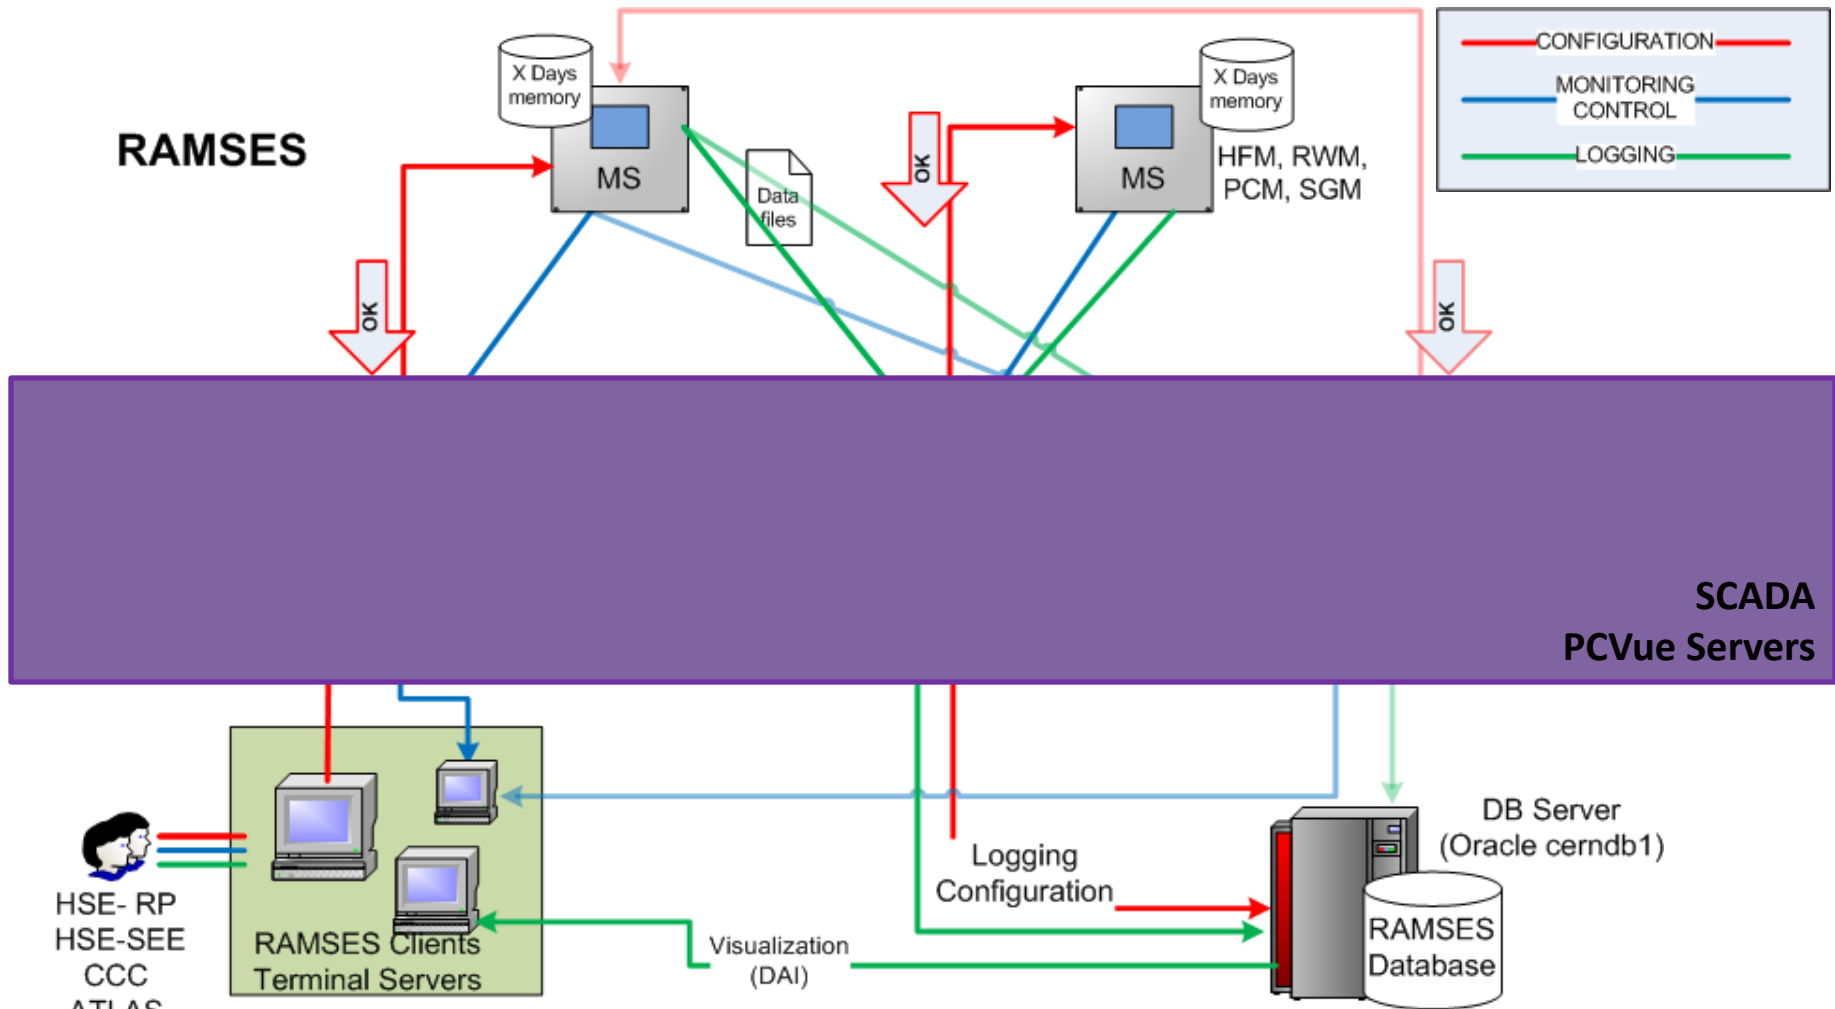 RAMSES
X Days
memory
MS
Data
files
OK
X Days
memory
MS
HFM, RWM,
PCM, SGM
CONFIGURATION
MONITORING
CONTROL
LOGGING
OK
OK
SCADA
PCVue Servers
HSE- RP
HSE-SEE
CCC
ATLAS
RAMSES Clients
Terminal Servers
Visualization
(DAI)
Logging
Configuration
DB Server
(Oracle cerndb1)
RAMSES
Database